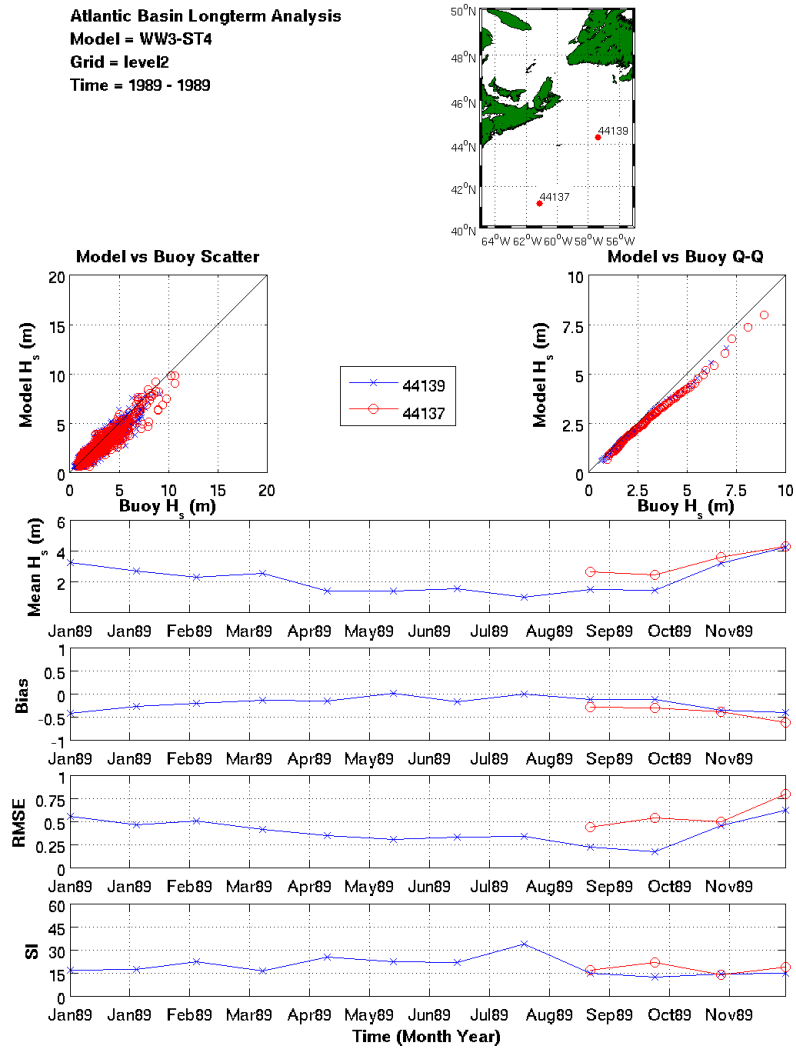 Atlantic Basin Longterm Analysis
Model = WW3-ST4
Grid = level2
Time = 1989 - 1989
50°N
48°N
46°N
44°N
42°N
40°N
44139
44137
64°W 62°W 60°W 58°W 56°W
Model vs Buoy Scatter
20
15
10
5
0
Model Hs (m)
0 5 10 15 20
Buoy Hs (m)
44139
44137
Model vs Buoy Q-Q
10
7.5
5
2.5
0
Model Hs (m)
0 2.5 5 7.5 10
Buoy Hs (m)
Mean Hs (m)
6
4
2
Jan89 Jan89 Feb89 Mar89 Apr89 May89 Jun89 Jul89 Aug89 Sep89 Oct89 Nov89
Bias
1
0.5
0
-0.5
-1
Jan89 Jan89 Feb89 Mar89 Apr89 May89 Jun89 Jul89 Aug89 Sep89 Oct89 Nov89
RMSE
1
0.75
0.5
0.25
0
Jan89 Jan89 Feb89 Mar89 Apr89 May89 Jun89 Jul89 Aug89 Sep89 Oct89 Nov89
SI
60
45
30
15
0
Jan89 Jan89 Feb89 Mar89 Apr89 May89 Jun89 Jul89 Aug89 Sep89 Oct89 Nov89
Time (Month Year)